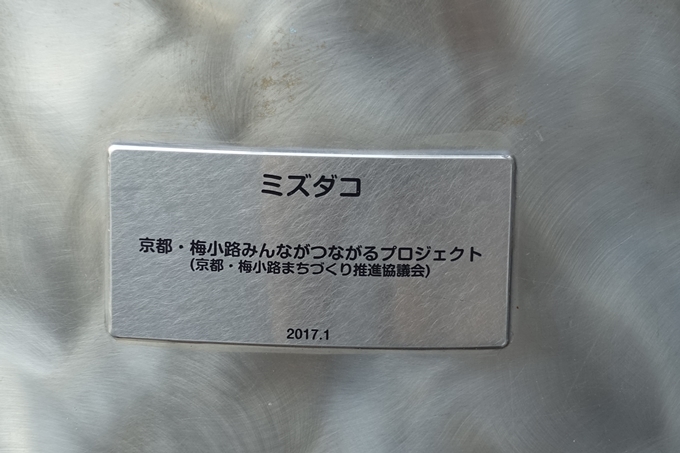 ミズダコ
京都・梅小路みんながつながるプロジェクト
(京都・梅小路まちづくり推進協議会)
2017.1